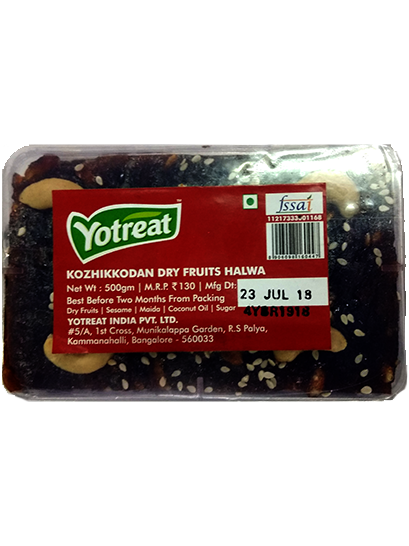 Yotreat
TM
fssai
11217333001168
KOZHIKKODAN DRY FRUITS HALWA
Net Wt : 500gm | M.R.P. ₹ 130 | Mfg Dt:
23 JUL 18
Best Before Two Months From Packing
4YBR1918
Dry Fruits | Sesame | Maida | Coconut Oil | Sugar
YOTREAT INDIA PVT. LTD.
#5/A, 1st Cross, Munikalappa Garden, R.S Palya,
Kammanahalli, Bangalore - 560033